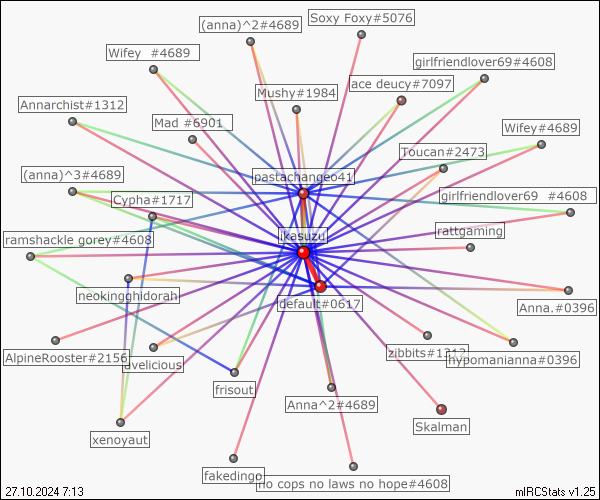 Soxy Foxy#5076
(anna)^2#4689
Wifey #4689
girlfriendlover69#4608
ace deucy#7097
Mushy#1984
Annarchist#1312
Mad #6901
Wifey#4689
Toucan#2473
(anna)^3#4689
pastachangeo41
Cypha#1717
girlfriendlover69 #4608
ramshackle gorey#4608
ikasuzu
rattgaming
neokingghidorah
default#0617
Anna.#0396
AlpineRooster#2156
avelicious
zibbits#1312
hypomanianna#0396
frisout
Anna^2#4689
Skalman
xenoyaut
fakedingo
no cops no laws no hope#4608
27.10.2024 7:13
mIRCStats v1.25